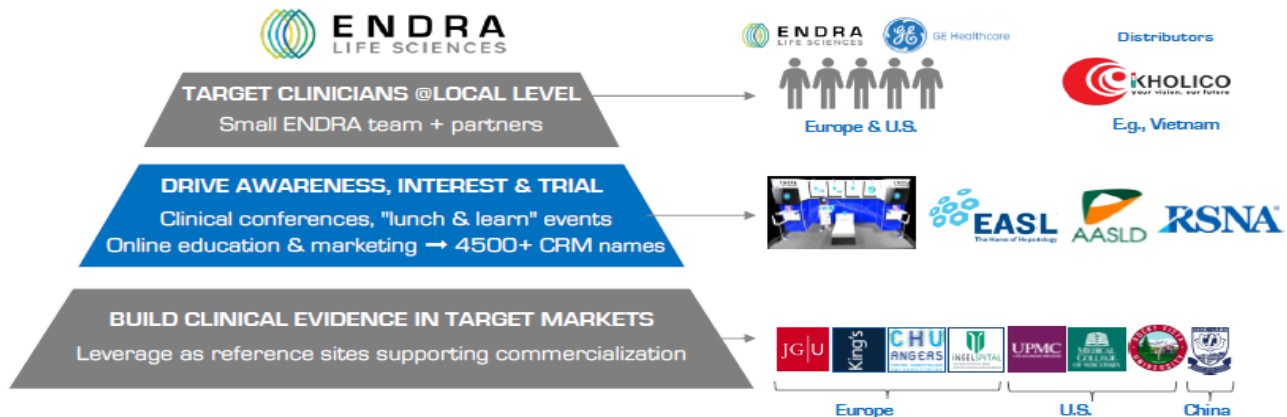 ENDRA
LIFE SCIENCES
ENDRA
LIFE SCIENCES
GE Healthcare
Distributors
TARGET CLINICIANS @LOCAL LEVEL
Small ENDRA team + partners
Europe & U.S.
KHOLICO
your vision, our future
E.g., Vietnam
DRIVE AWARENESS, INTEREST & TRIAL
Clinical conferences, "lunch & learn" events
Online education & marketing → 4500+ CRM names
EASL
The Home of Hepatology
AASLD
RSNA
BUILD CLINICAL EVIDENCE IN TARGET MARKETS
Leverage as reference sites supporting commercialization
JG|U
King's
CHU
ANGERS
INSELSPITAL
UPMC
MEDICAL
COLLEGE
OF WISCONSIN
ROCKY VISTA
Europe
U.S.
China